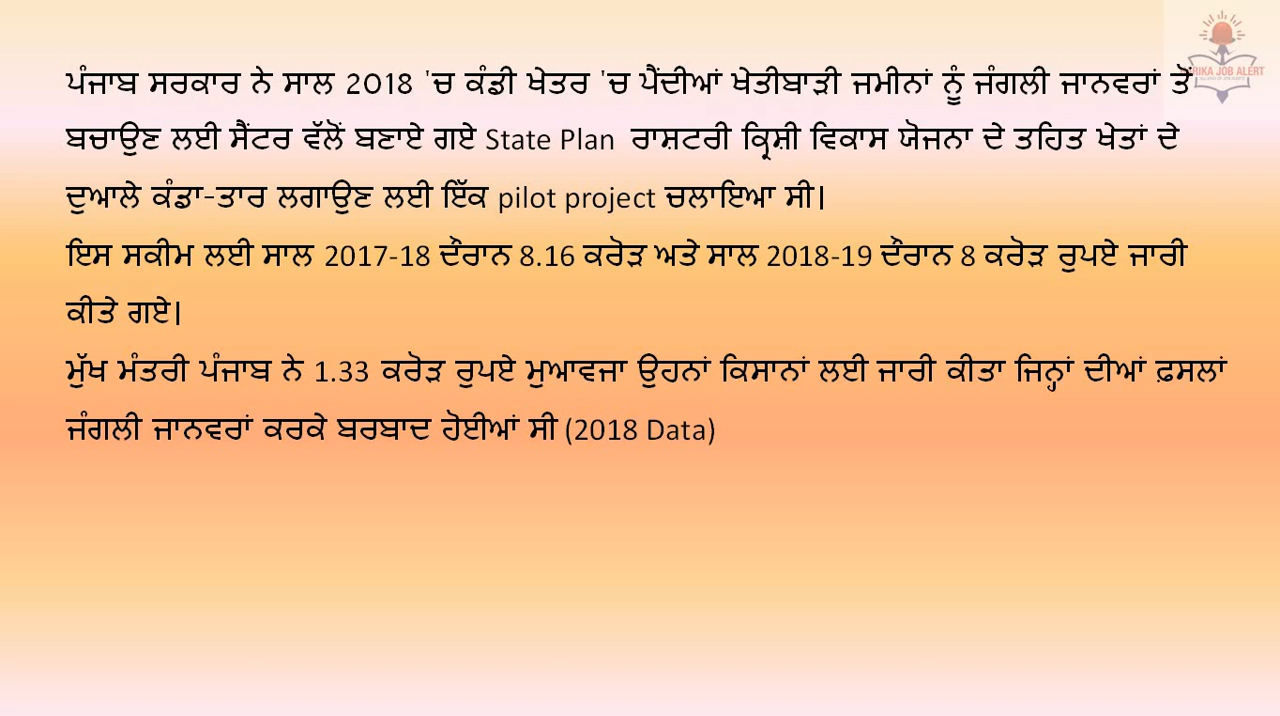 ਪੰਜਾਬ ਸਰਕਾਰ ਨੇ ਸਾਲ 2018 'ਚ ਕੰਡੀ ਖੇਤਰ 'ਚ ਪੈਂਦੀਆਂ ਖੇਤੀਬਾੜੀ ਜਮੀਨਾਂ ਨੂੰ ਜੰਗਲੀ ਜਾਨਵਰਾਂ ਤੋਂ
ਬਚਾਉਣ ਲਈ ਸੈਂਟਰ ਵੱਲੋਂ ਬਣਾਏ ਗਏ State Plan ਰਾਸ਼ਟਰੀ ਕ੍ਰਿਸ਼ੀ ਵਿਕਾਸ ਯੋਜਨਾ ਦੇ ਤਹਿਤ ਖੇਤਾਂ ਦੇ
ਦੁਆਲੇ ਕੰਡਾ-ਤਾਰ ਲਗਾਉਣ ਲਈ ਇੱਕ pilot project ਚਲਾਇਆ ਸੀ।
ਇਸ ਸਕੀਮ ਲਈ ਸਾਲ 2017-18 ਦੌਰਾਨ 8.16 ਕਰੋੜ ਅਤੇ ਸਾਲ 2018-19 ਦੌਰਾਨ 8 ਕਰੋੜ ਰੁਪਏ ਜਾਰੀ
ਕੀਤੇ ਗਏ।
ਮੁੱਖ ਮੰਤਰੀ ਪੰਜਾਬ ਨੇ 1.33 ਕਰੋੜ ਰੁਪਏ ਮੁਆਵਜਾ ਉਹਨਾਂ ਕਿਸਾਨਾਂ ਲਈ ਜਾਰੀ ਕੀਤਾ ਜਿਨ੍ਹਾਂ ਦੀਆਂ ਫ਼ਸਲਾਂ
ਜੰਗਲੀ ਜਾਨਵਰਾਂ ਕਰਕੇ ਬਰਬਾਦ ਹੋਈਆਂ ਸੀ (2018 Data)
JOB ALERT